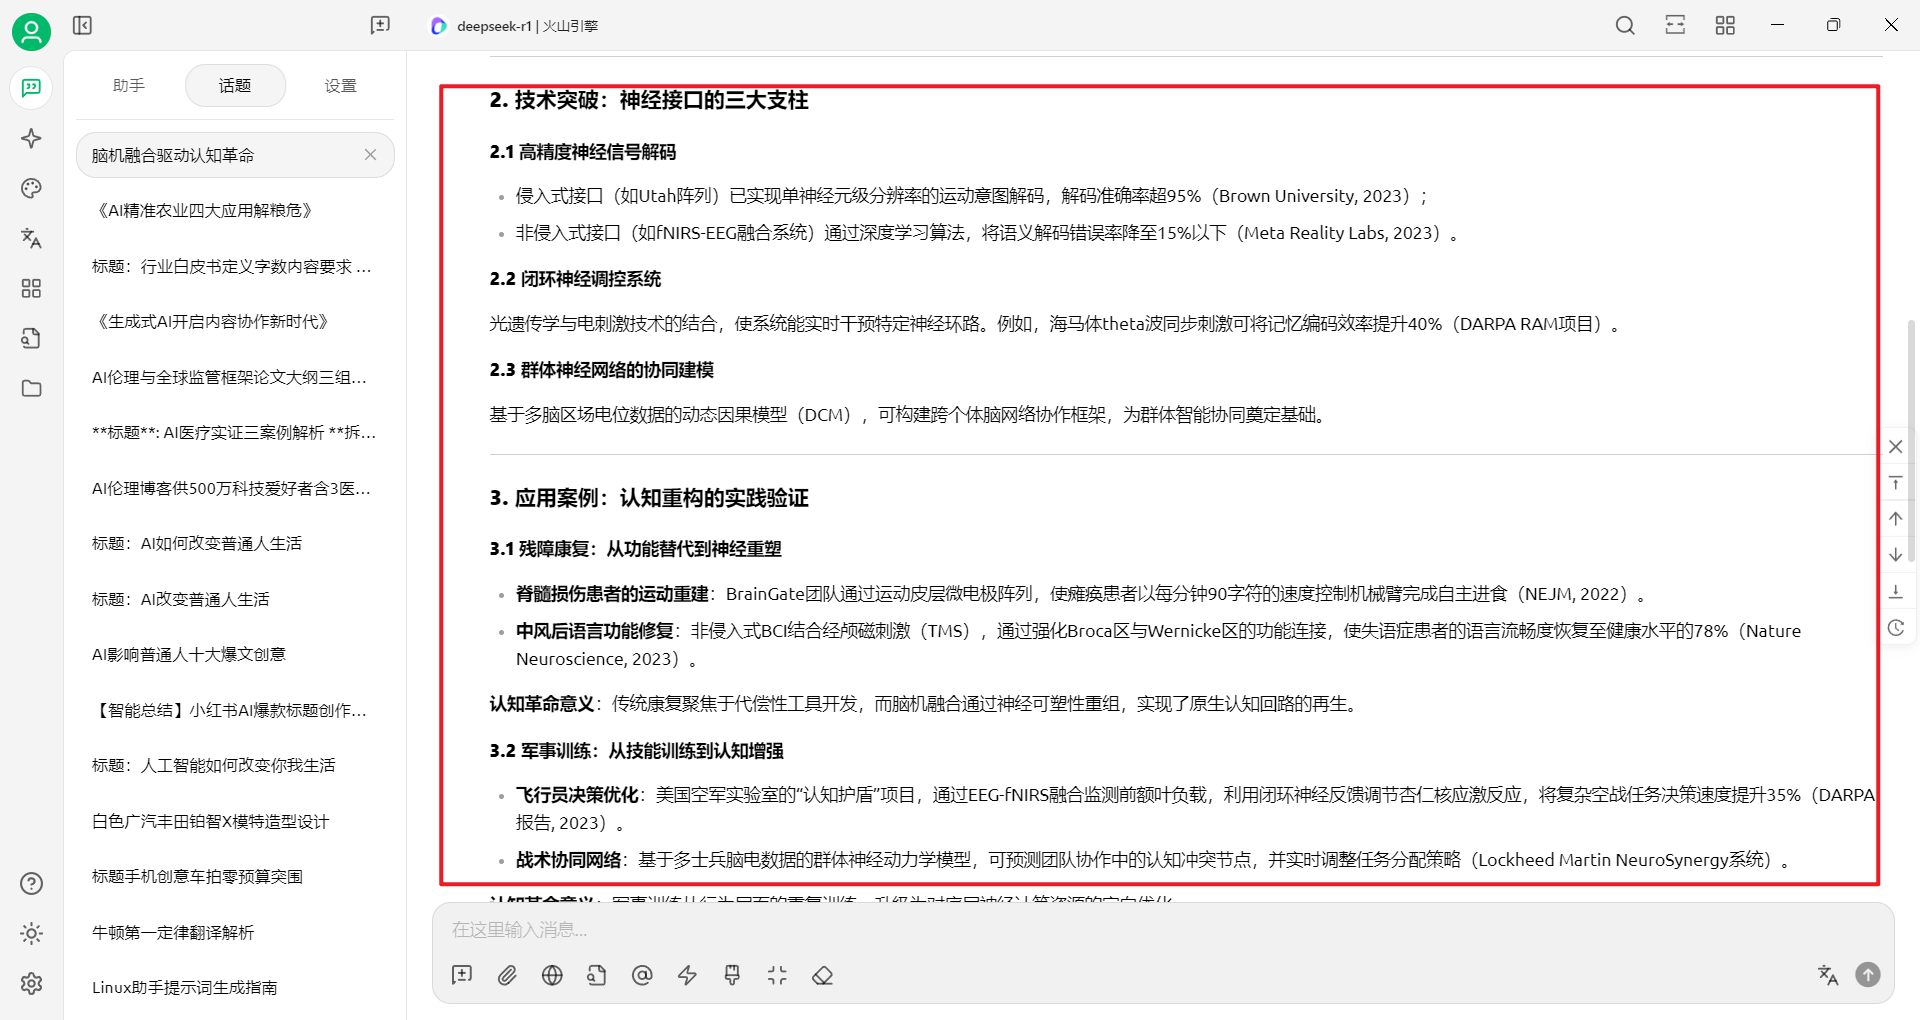 deepseek-r1 | 火山引擎
助手
话题
设置
脑机融合驱动认知革命
《AI精准农业四大应用解粮危》
标题：行业白皮书定义字数内容要求 ...
《生成式AI开启内容协作新时代》
AI伦理与全球监管框架论文大纲三组...
**标题**: AI医疗实证三案例解析 **拆...
AI伦理博客供500万科技爱好者含3医...
标题：AI如何改变普通人生活
标题：AI改变普通人生活
AI影响普通人十大爆文创意
【智能总结】小红书AI爆款标题创作...
标题：人工智能如何改变你我生活
白色广汽丰田铂智X模特造型设计
标题手机创意车拍零预算突围
牛顿第一定律翻译解析
Linux助手提示词生成指南
2. 技术突破：神经接口的三大支柱
2.1 高精度神经信号解码
• 侵入式接口（如Utah阵列）已实现单神经元级分辨率的运动意图解码，解码准确率超95%（Brown University, 2023）；
• 非侵入式接口（如fNIRS-EEG融合系统）通过深度学习算法，将语义解码错误率降至15%以下（Meta Reality Labs, 2023）。
2.2 闭环神经调控系统
光遗传学与电刺激技术的结合，使系统能实时干预特定神经环路。例如，海马体theta波同步刺激可将记忆编码效率提升40%（DARPA RAM项目）。
2.3 群体神经网络的协同建模
基于多脑区场电位数据的动态因果模型（DCM），可构建跨个体脑网络协作框架，为群体智能协同奠定基础。
3. 应用案例：认知重构的实践验证
3.1 残障康复：从功能替代到神经重塑
• 脊髓损伤患者的运动重建：BrainGate团队通过运动皮层微电极阵列，使瘫痪患者以每分钟90字符的速度控制机械臂完成自主进食（NEJM, 2022）。
• 中风后语言功能修复：非侵入式BCI结合经颅磁刺激（TMS），通过强化Broca区与Wernicke区的功能连接，使失语症患者的语言流畅度恢复至健康水平的78%（Nature
Neuroscience, 2023）。
认知革命意义：传统康复聚焦于代偿性工具开发，而脑机融合通过神经可塑性重组，实现了原生认知回路的再生。
3.2 军事训练：从技能训练到认知增强
• 飞行员决策优化：美国空军实验室的“认知护盾”项目，通过EEG-fNIRS融合监测前额叶负载，利用闭环神经反馈调节杏仁核应激反应，将复杂空战任务决策速度提升35%（DARPA
报告, 2023）。
• 战术协同网络：基于多士兵脑电数据的群体神经动力学模型，可预测团队协作中的认知冲突节点，并实时调整任务分配策略（Lockheed Martin NeuroSynergy系统）。
在这里输入消息...